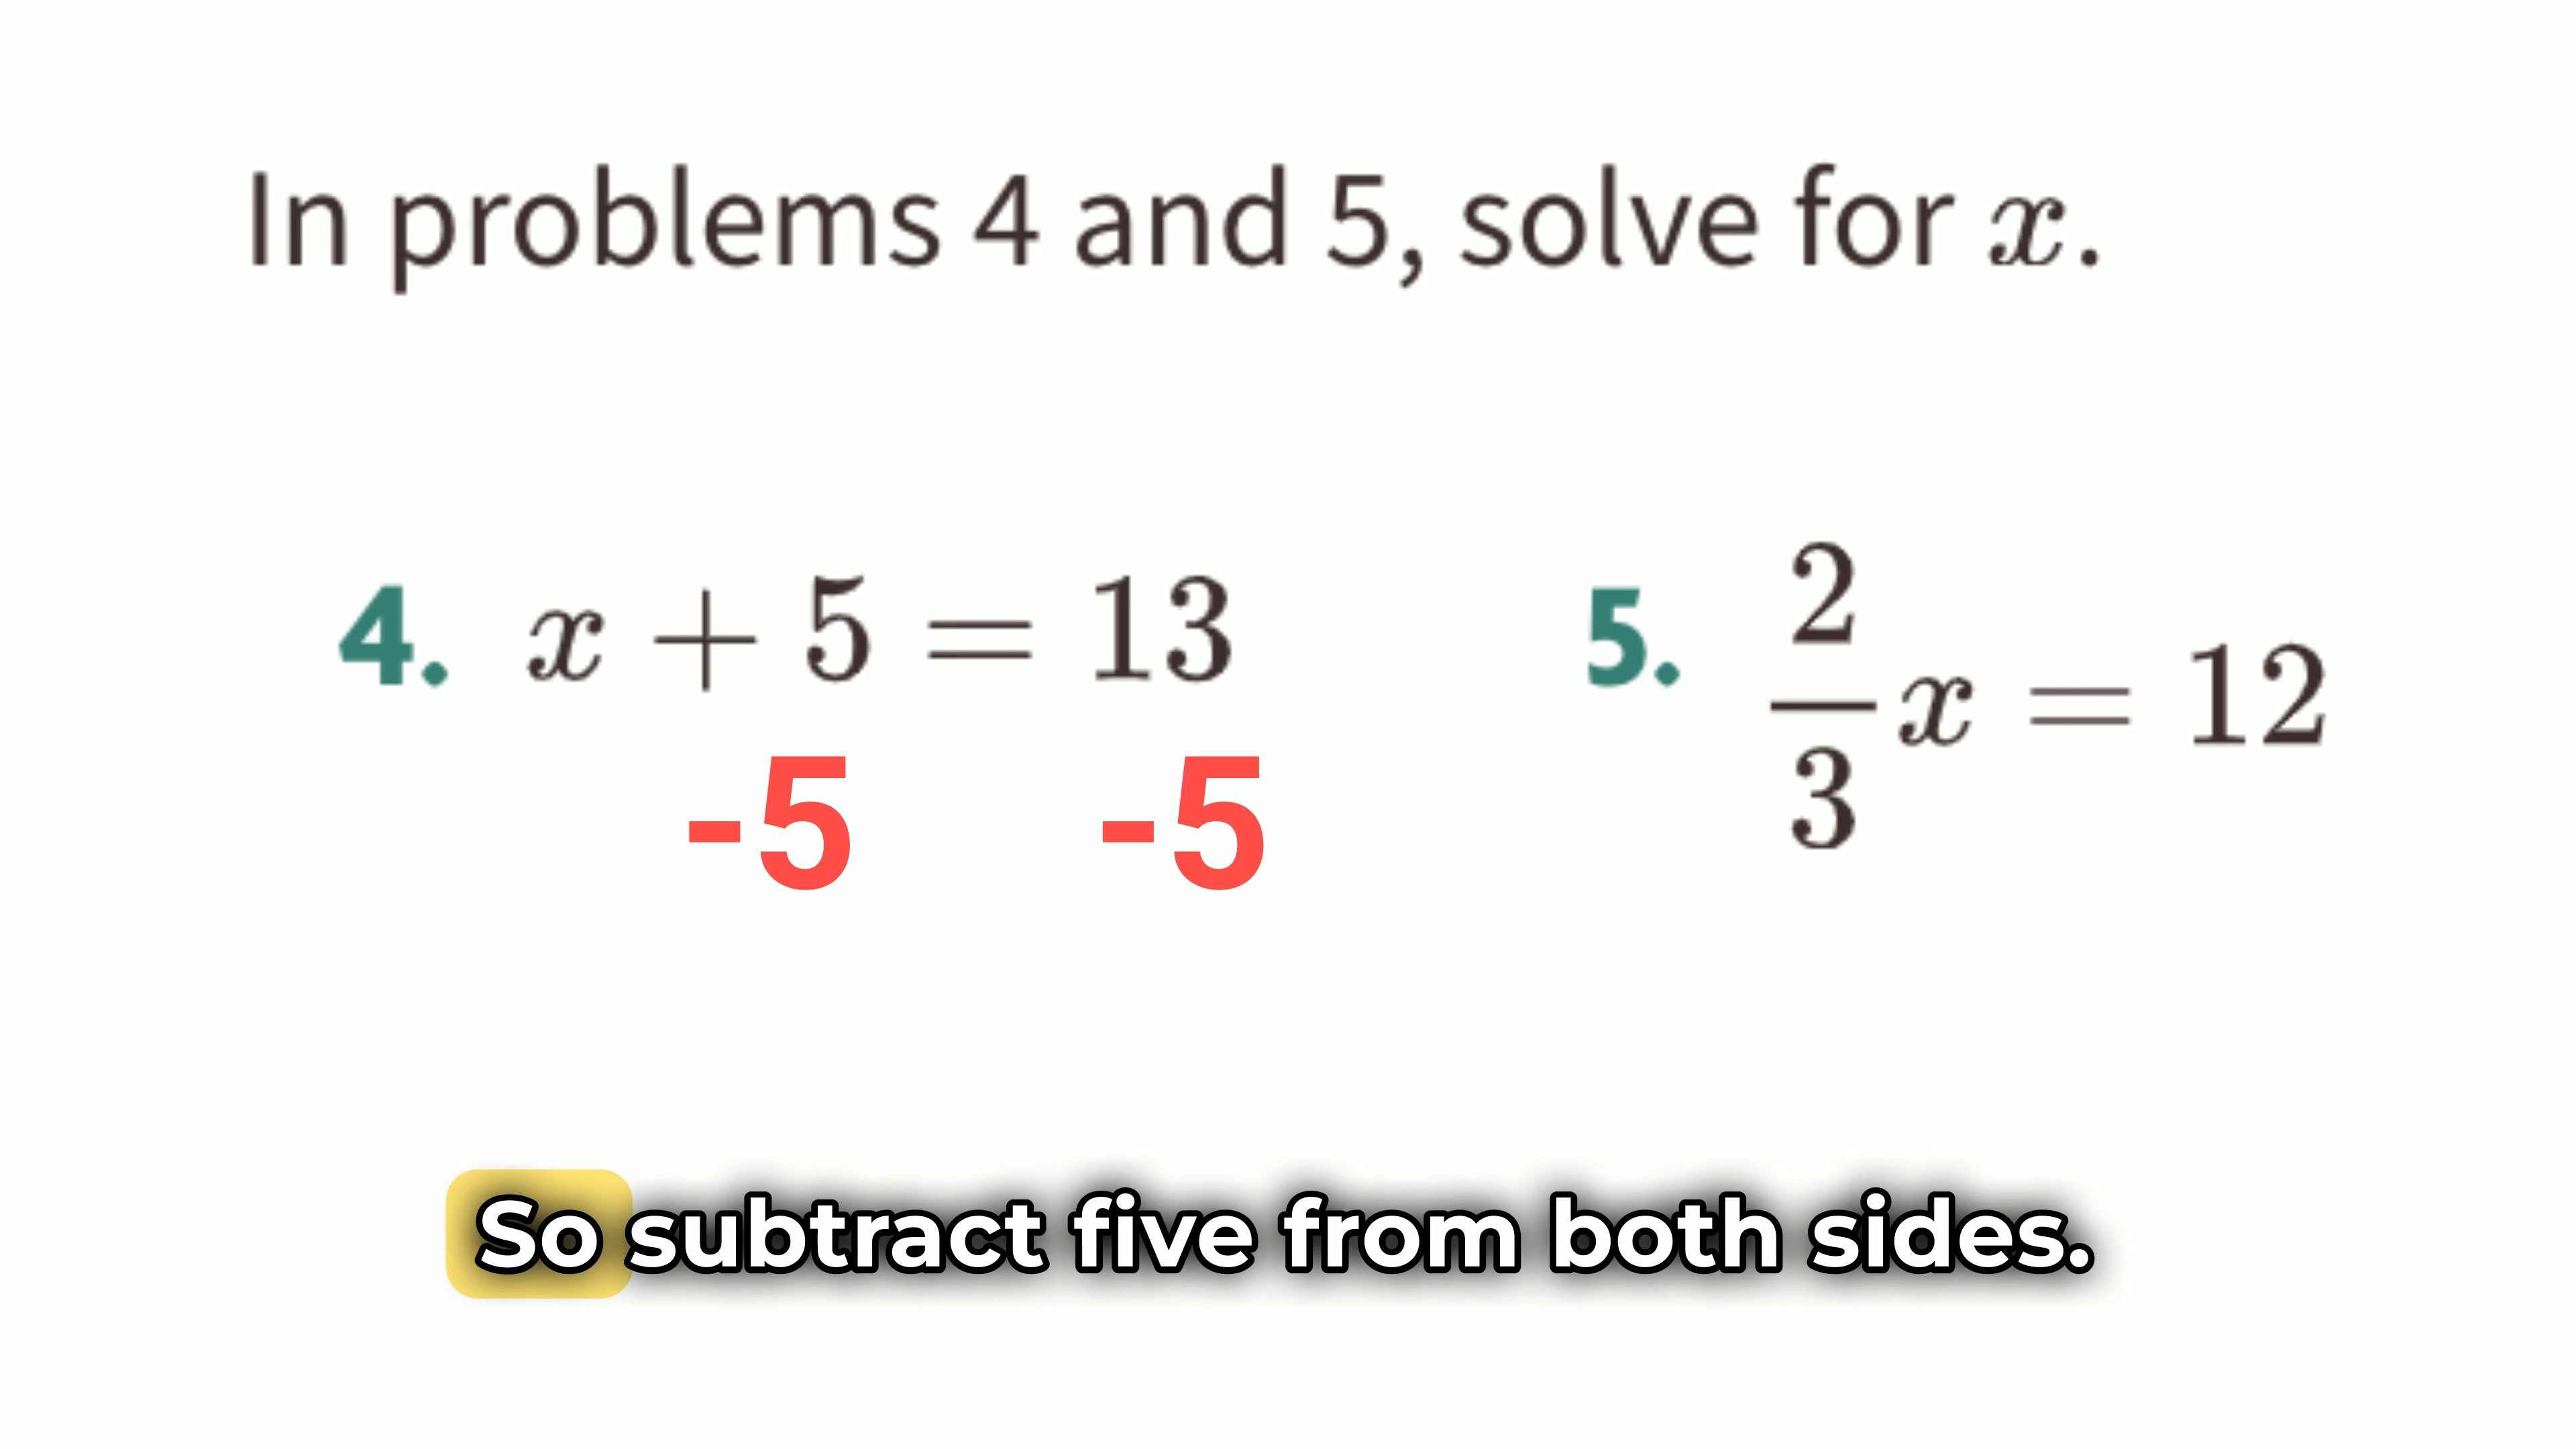 In problems 4 and 5, solve for x.
4. x + 5 = 13
-5 -5
5. 2/3 x = 12
So subtract five from both sides.